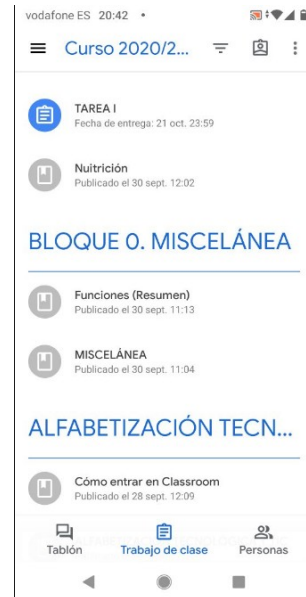 vodafone ES 20:42 •
Curso 2020/2...
TAREA I
Fecha de entrega: 21 oct. 23:59
Nuitrición
Publicado el 30 sept. 12:02
BLOQUE 0. MISCELÁNEA
Funciones (Resumen)
Publicado el 30 sept. 11:13
MISCELÁNEA
Publicado el 30 sept. 11:04
ALFABETIZACIÓN TECN...
Cómo entrar en Classroom
Publicado el 28 sept. 12:09
Tablón Trabajo de clase Personas